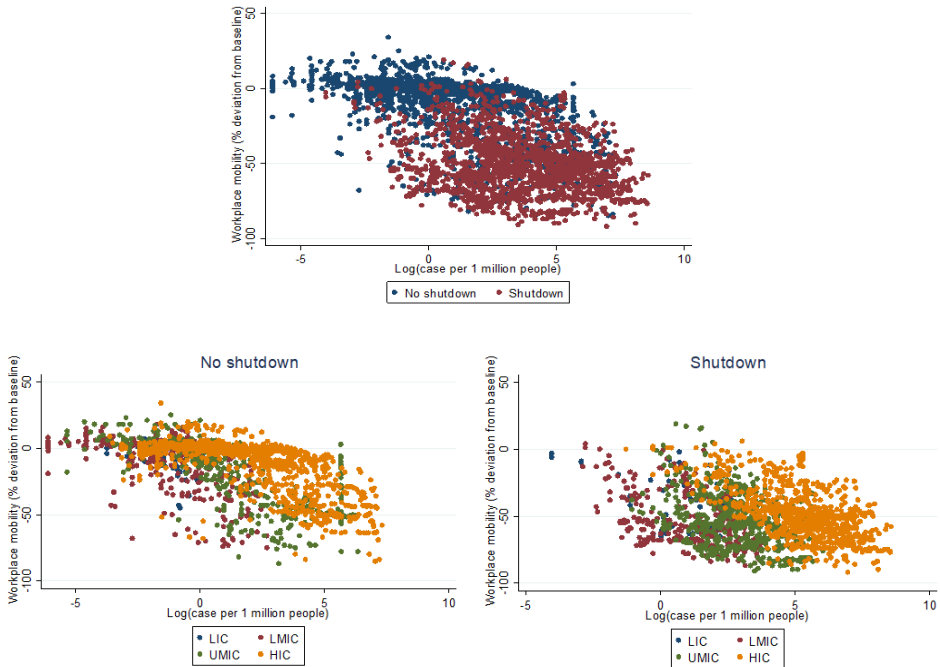 Workplace mobility (% deviation from baseline)
50
0
-50
-100
-5
0
5
10
Log(case per 1 million people)
No shutdown
Shutdown
No shutdown
Workplace mobility (% deviation from baseline)
50
0
-50
-100
-5
0
5
10
Log(case per 1 million people)
LIC
LMIC
UMIC
HIC
Shutdown
Workplace mobility (% deviation from baseline)
50
0
-50
-100
-5
0
5
10
Log(case per 1 million people)
LIC
LMIC
UMIC
HIC